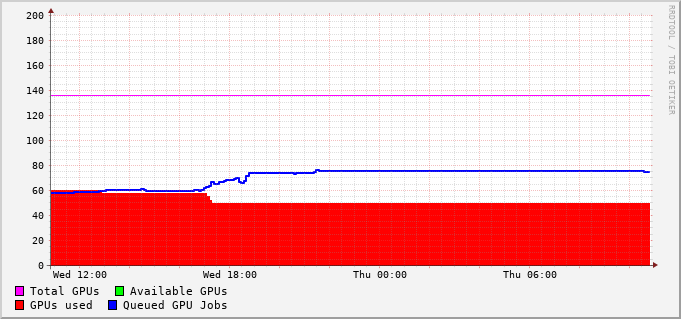 200
180
160
140
120
100
80
60
40
20
0
Wed 12:00 Wed 18:00 Thu 00:00 Thu 06:00
Total GPUs Available GPUs
GPUs used Queued GPU Jobs
RRDTOOL / TOBI OETIKER